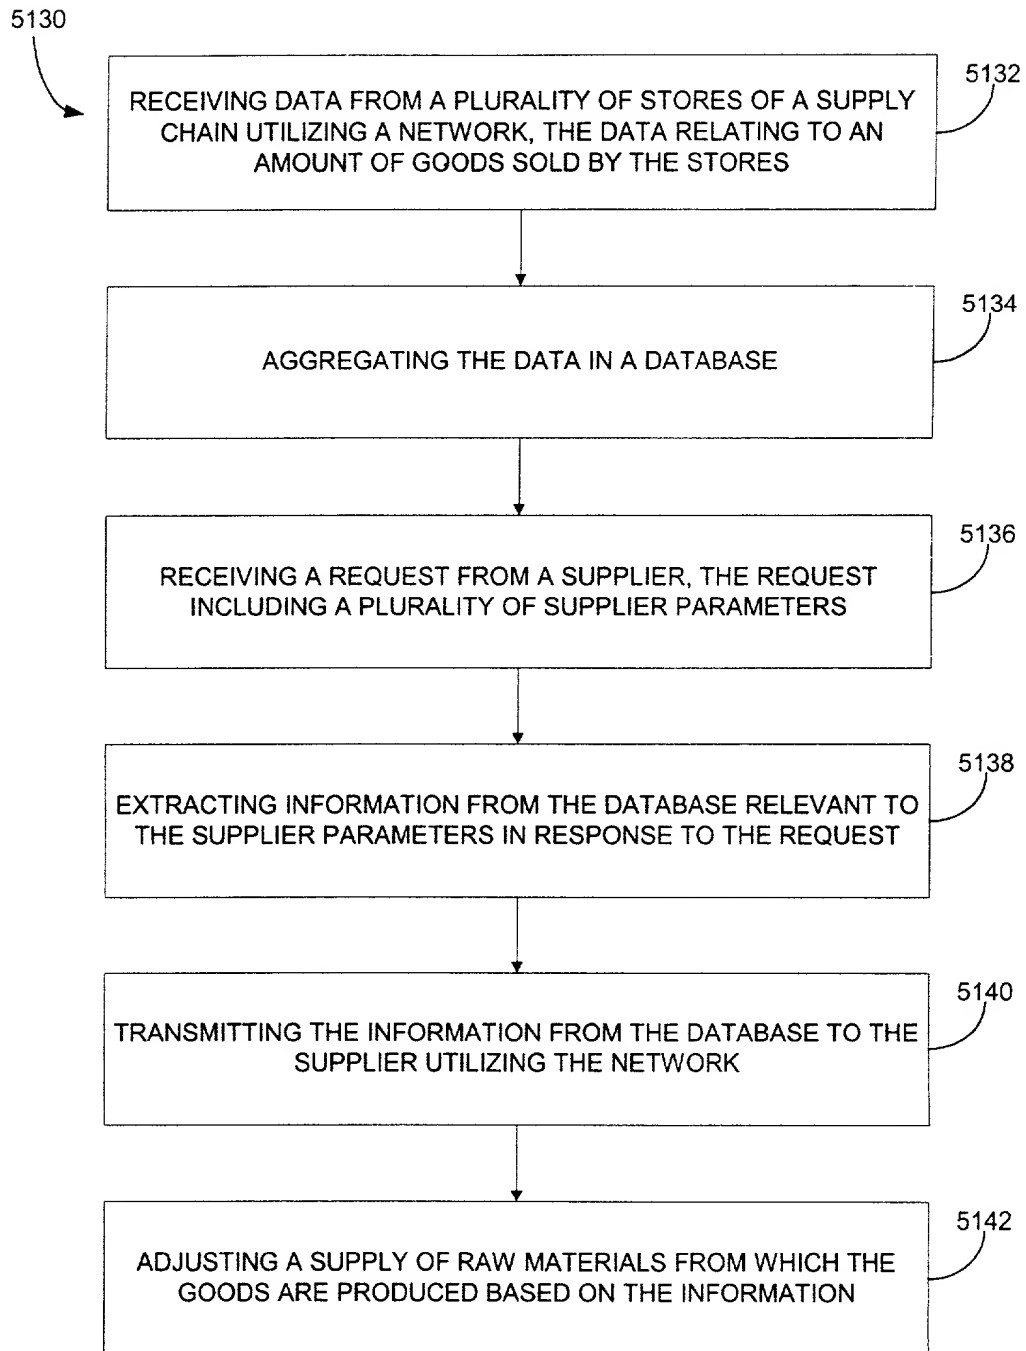 5130
5132
RECEIVING DATA FROM A PLURALITY OF STORES OF A SUPPLY
CHAIN UTILIZING A NETWORK, THE DATA RELATING TO AN
AMOUNT OF GOODS SOLD BY THE STORES
5134
AGGREGATING THE DATA IN A DATABASE
5136
RECEIVING A REQUEST FROM A SUPPLIER, THE REQUEST
INCLUDING A PLURALITY OF SUPPLIER PARAMETERS
5138
EXTRACTING INFORMATION FROM THE DATABASE RELEVANT TO
THE SUPPLIER PARAMETERS IN RESPONSE TO THE REQUEST
5140
TRANSMITTING THE INFORMATION FROM THE DATABASE TO THE
SUPPLIER UTILIZING THE NETWORK
5142
ADJUSTING A SUPPLY OF RAW MATERIALS FROM WHICH THE
GOODS ARE PRODUCED BASED ON THE INFORMATION